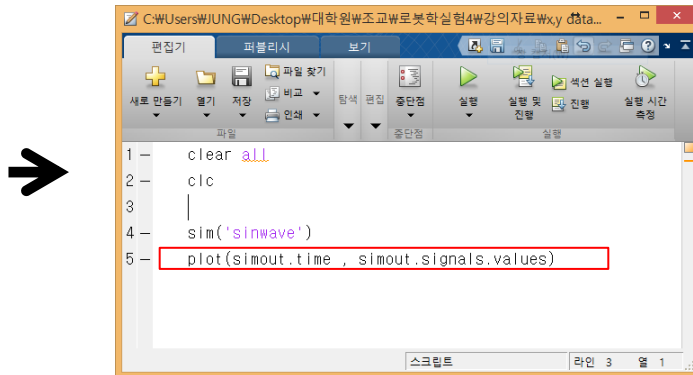 C:₩Users₩JUNG₩Desktop₩대학원₩조교₩로봇학실험4₩강의자료₩x,y data...
편집기 퍼블리시 보기
새로 만들기 열기 저장 파일 찾기 비교 인쇄 탐색 편집 중단점 실행 실행 및 진행 섹션 실행 진행 실행 시간 측정
파일 중단점 실행
1 — clear all
2 — clc
3
4 — sim('sinwave')
5 — plot(simout.time , simout.signals.values)
스크립트 라인 3 열 1